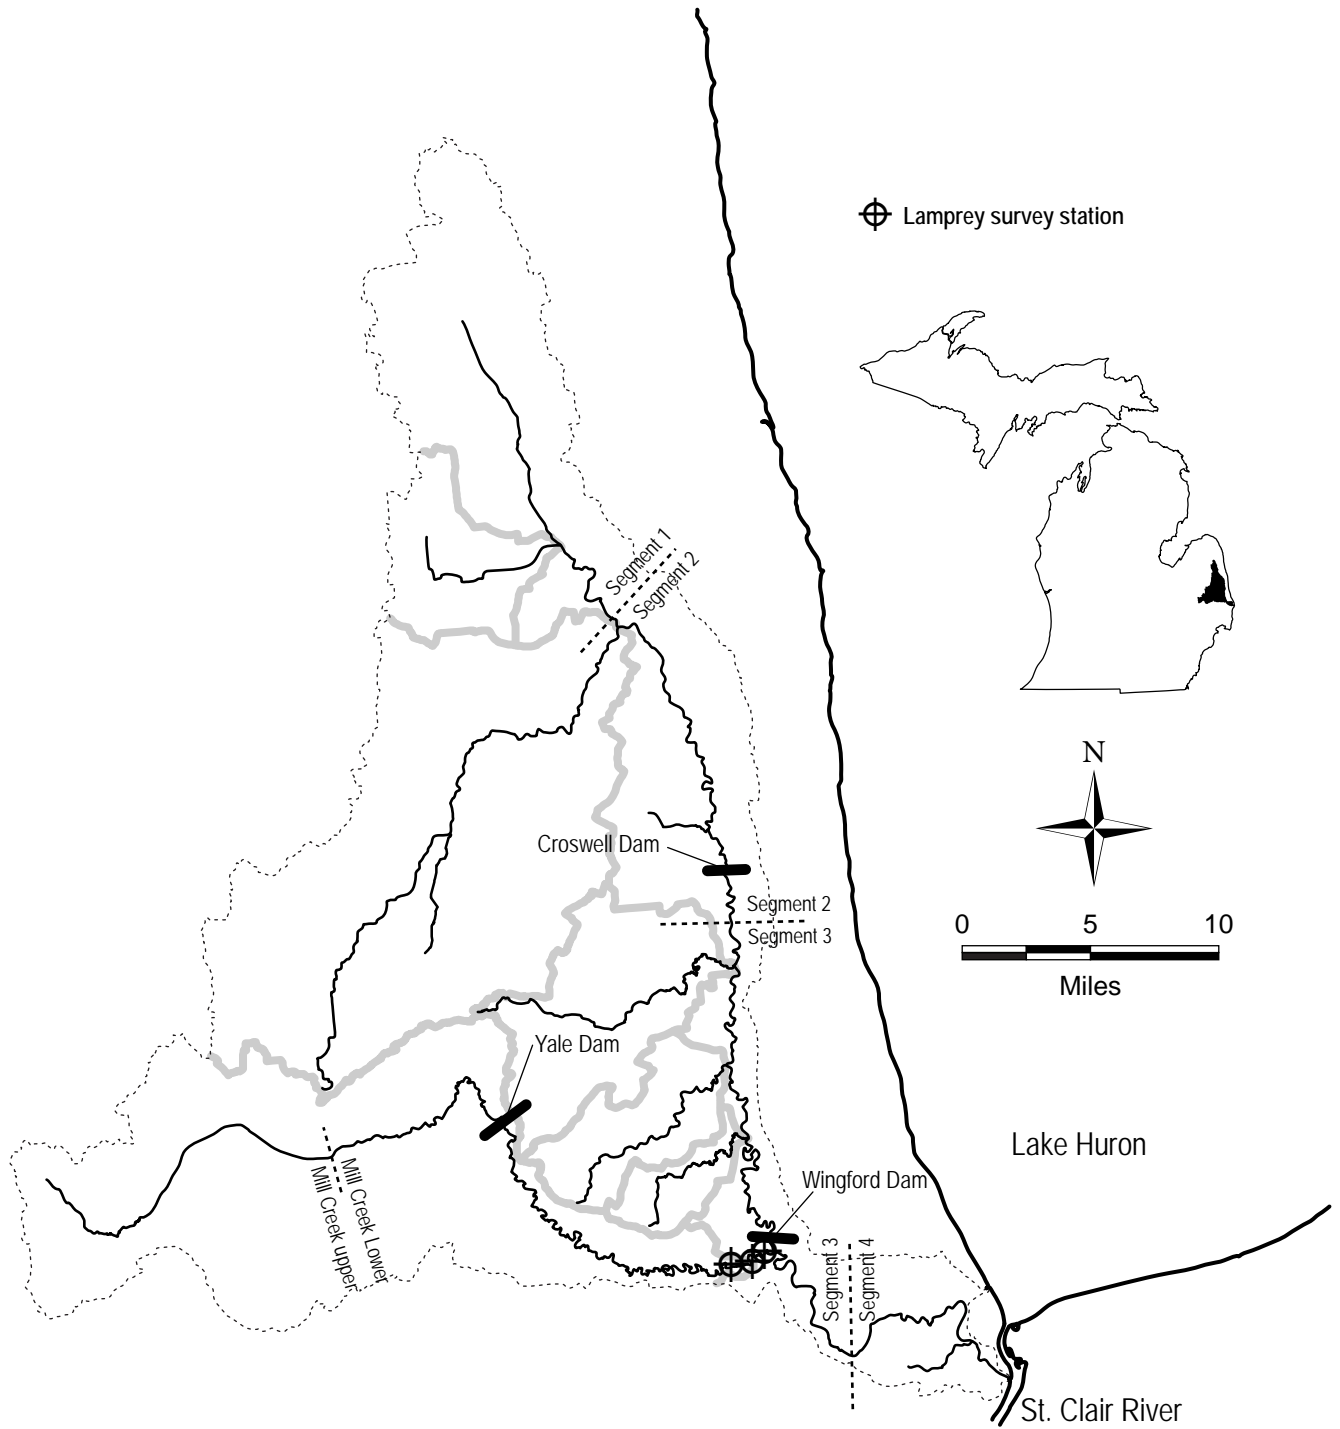 Lamprey survey station
Segment 1
Segment 2
N
Croswell Dam
Segment 2
Segment 3
0 5 10
Miles
Yale Dam
Lake Huron
Mill Creek Lower
Mill Creek upper
Wingford Dam
Segment 3
Segment 4
St. Clair River